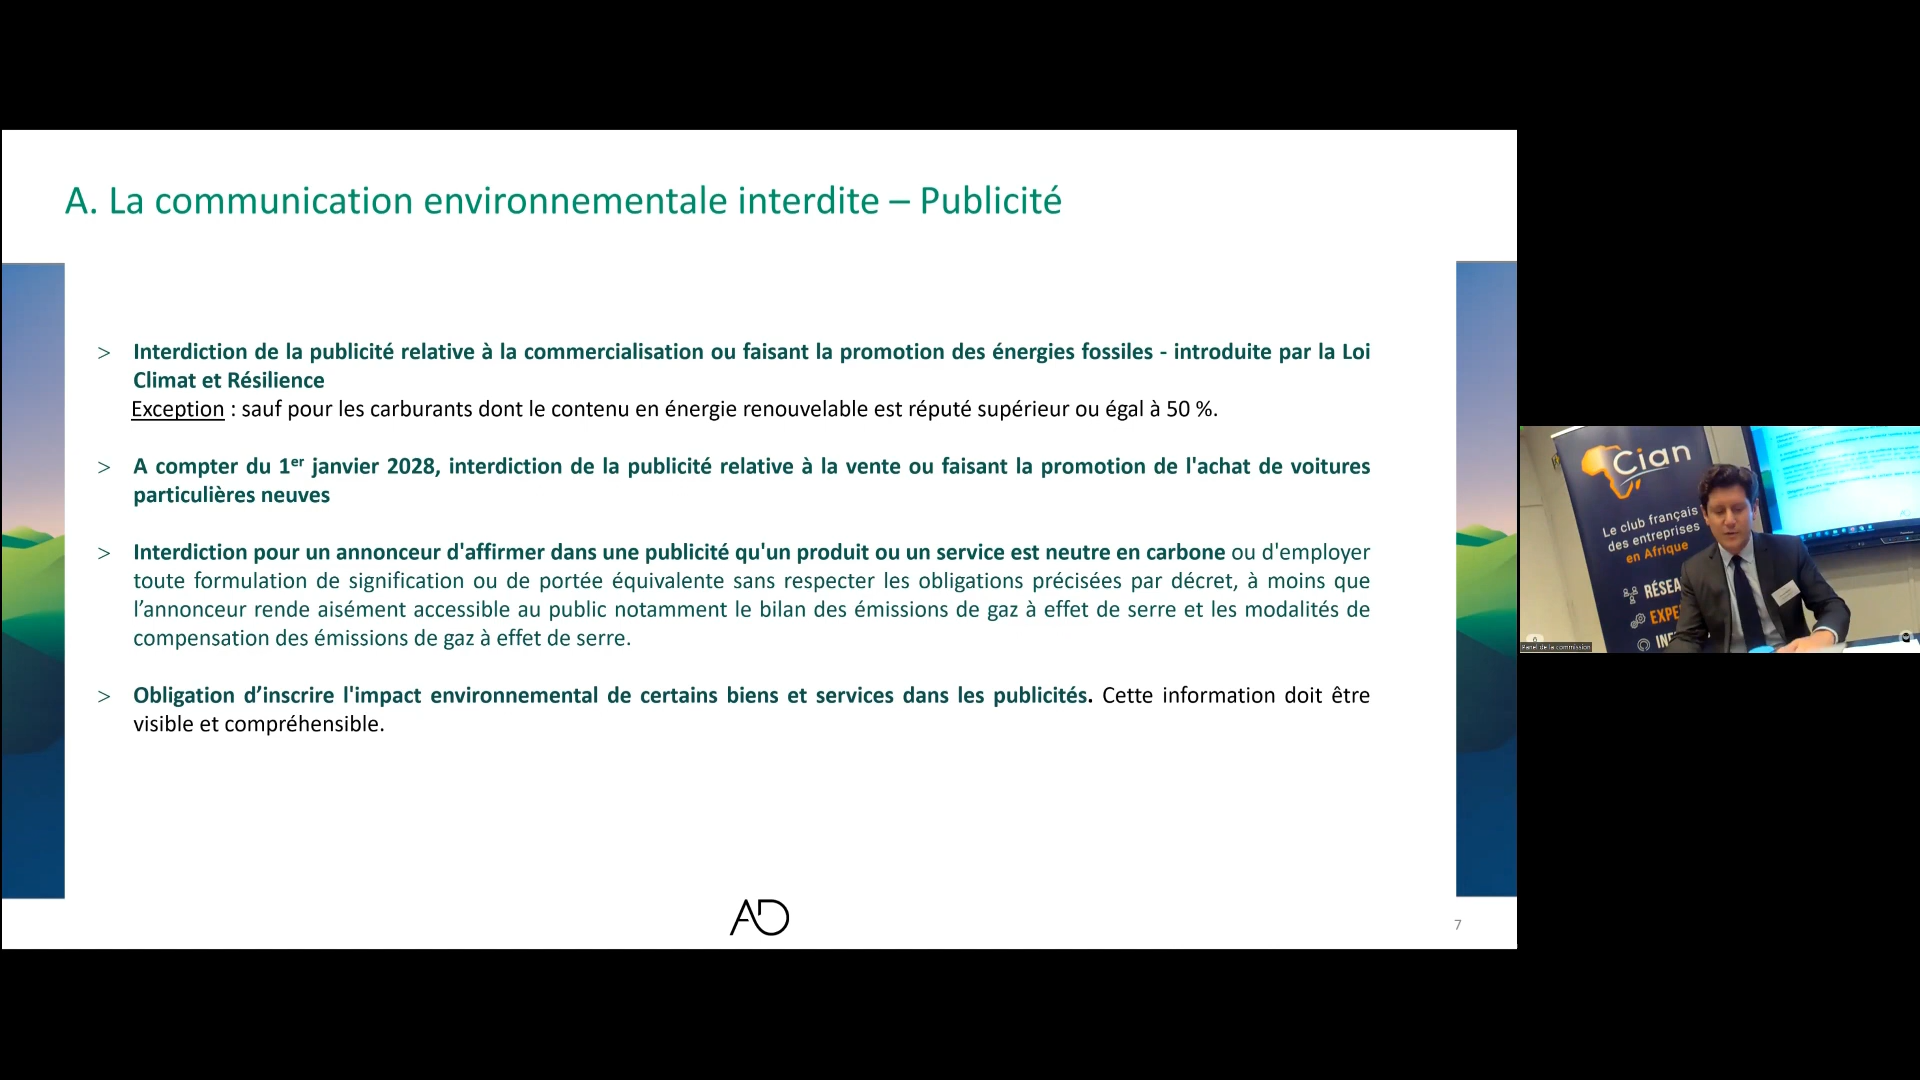 A. La communication environnementale interdite – Publicité
> Interdiction de la publicité relative à la commercialisation ou faisant la promotion des énergies fossiles - introduite par la Loi
Climat et Résilience
Exception : sauf pour les carburants dont le contenu en énergie renouvelable est réputé supérieur ou égal à 50 %.
> A compter du 1er janvier 2028, interdiction de la publicité relative à la vente ou faisant la promotion de l'achat de voitures
particulières neuves
> Interdiction pour un annonceur d'affirmer dans une publicité qu'un produit ou un service est neutre en carbone ou d'employer
toute formulation de signification ou de portée équivalente sans respecter les obligations précisées par décret, à moins que
l’annonceur rende aisément accessible au public notamment le bilan des émissions de gaz à effet de serre et les modalités de
compensation des émissions de gaz à effet de serre.
> Obligation d’inscrire l'impact environnemental de certains biens et services dans les publicités. Cette information doit être
visible et compréhensible.
AD
7
Cian
Le club français
des entreprises
en Afrique
RÉSEA
EXPE
INF
Panel de la commission